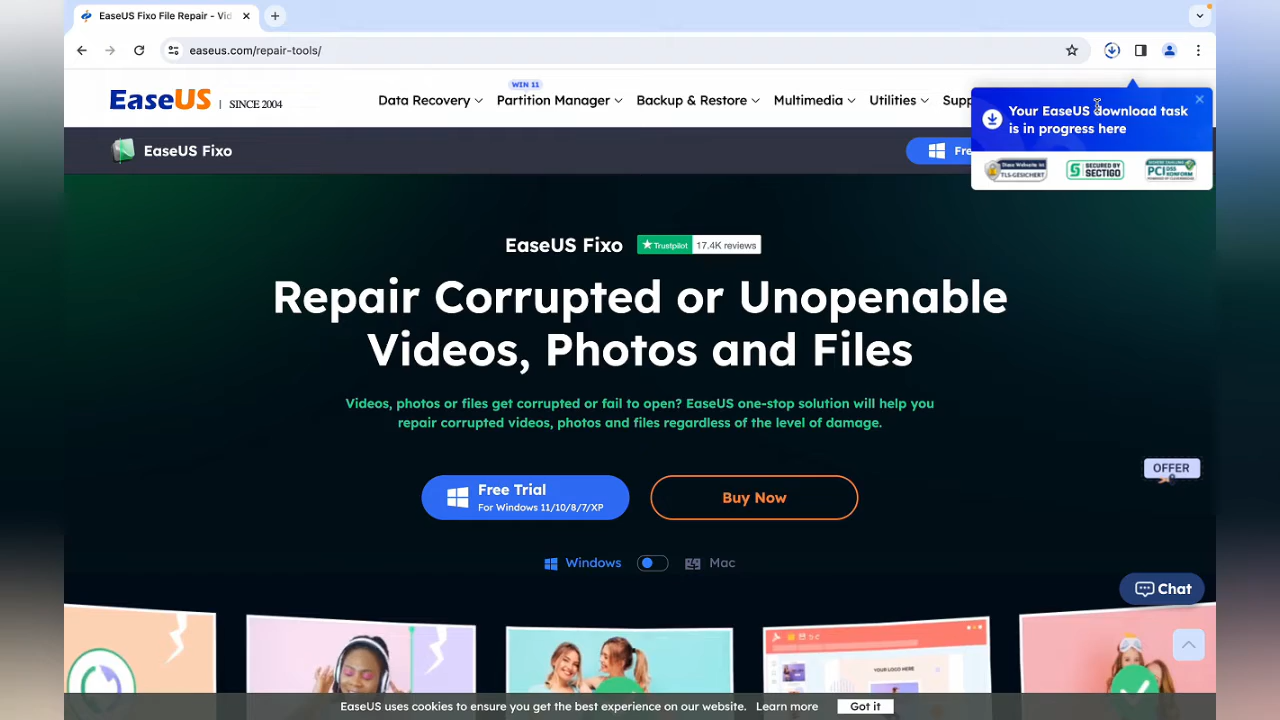 EaseUS Fixo File Repair - Vid
easeus.com/repair-tools/
EaseUS | SINCE 2004
WIN 11
Data Recovery Partition Manager Backup & Restore Multimedia Utilities Supp
Your EaseUS download task
is in progress here
TLS-GESICHERT
SECURED BY
SECTIGO
PCI DSS
EaseUS Fixo
Fre
EaseUS Fixo Trustpilot 17.4K reviews
Repair Corrupted or Unopenable
Videos, Photos and Files
Videos, photos or files get corrupted or fail to open? EaseUS one-stop solution will help you
repair corrupted videos, photos and files regardless of the level of damage.
OFFER
Free Trial
For Windows 11/10/8/7/XP
Buy Now
Windows Mac
Chat
YOUR LOGO HERE
EaseUS uses cookies to ensure you get the best experience on our website. Learn more Got it